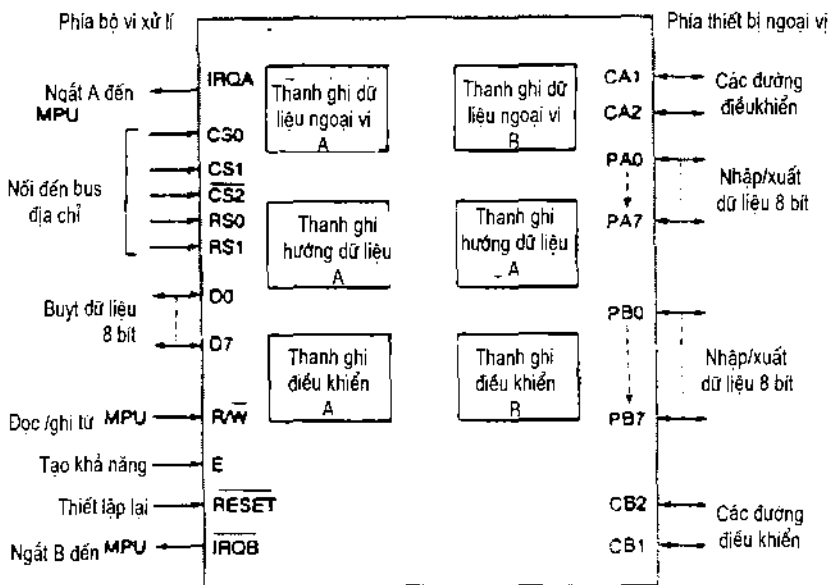 Phía bộ vi xử lí
Phía thiết bị ngoại vi
Ngắt A đến
MPU
IRQA
CS0
CS1
CS2
RS0
RS1
Nối đến bus
địa chỉ
Buyt dữ liệu
8 bít
D0
D7
Đọc /ghi từ MPU
R/W
Tạo khả năng
E
Thiết lập lại
RESET
Ngắt B đến MPU
IRQB
Thanh ghi dữ
liệu ngoại vi
A
Thanh ghi dữ
liệu ngoại vi
B
Thanh ghi
hướng dữ liệu
A
Thanh ghi
hướng dữ liệu
A
Thanh ghi
điều khiển
A
Thanh ghi
điều khiển
B
CA1
CA2
Các đường
điềukhiển
PA0
PA7
Nhập/xuất
dữ liệu 8 bít
PB0
PB7
Nhập/xuất
dữ liệu 8 bít
CB2
CB1
Các đường
điều khiển